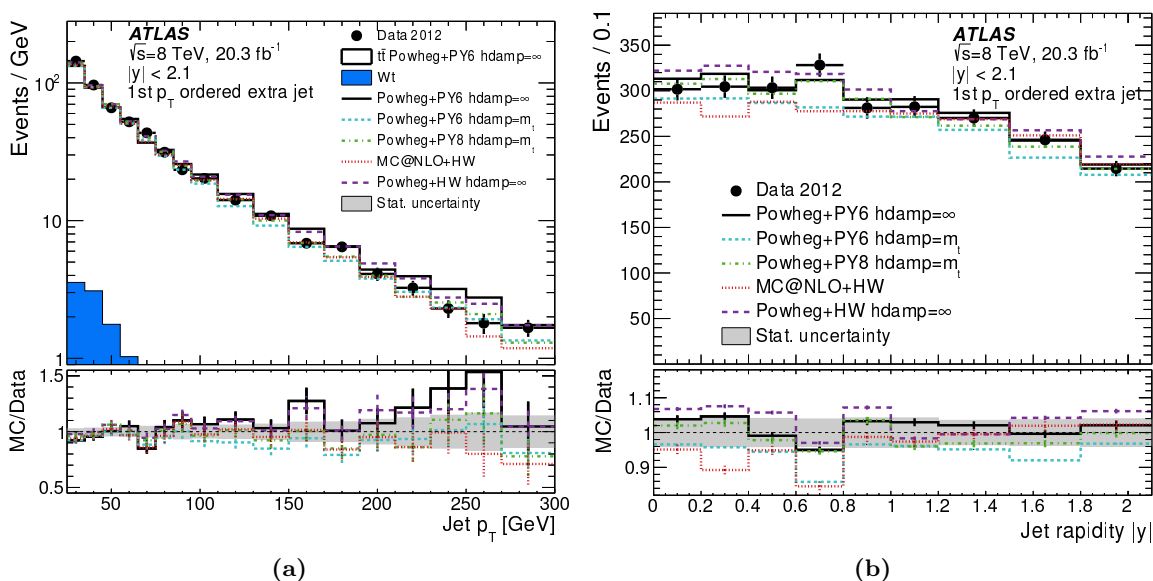 ATLAS
√s=8 TeV, 20.3 fb⁻¹
|y| < 2.1
1st p_T ordered extra jet
Data 2012
tt̄ Powheg+PY6 hdamp=∞
Wt
Powheg+PY6 hdamp=∞
Powheg+PY6 hdamp=m_t
Powheg+PY8 hdamp=m_t
MC@NLO+HW
Powheg+HW hdamp=∞
Stat. uncertainty
Events / GeV
10²
10
1
MC/Data
1.5
1
0.5
50 100 150 200 250 300
Jet p_T [GeV]
(a)
ATLAS
√s=8 TeV, 20.3 fb⁻¹
|y| < 2.1
1st p_T ordered extra jet
Events / 0.1
350
300
250
200
150
100
50
Data 2012
Powheg+PY6 hdamp=∞
Powheg+PY6 hdamp=m_t
Powheg+PY8 hdamp=m_t
MC@NLO+HW
Powheg+HW hdamp=∞
Stat. uncertainty
MC/Data
1.1
1
0.9
0 0.2 0.4 0.6 0.8 1 1.2 1.4 1.6 1.8 2
Jet rapidity |y|
(b)